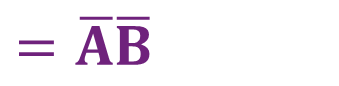 = A̅ B̅